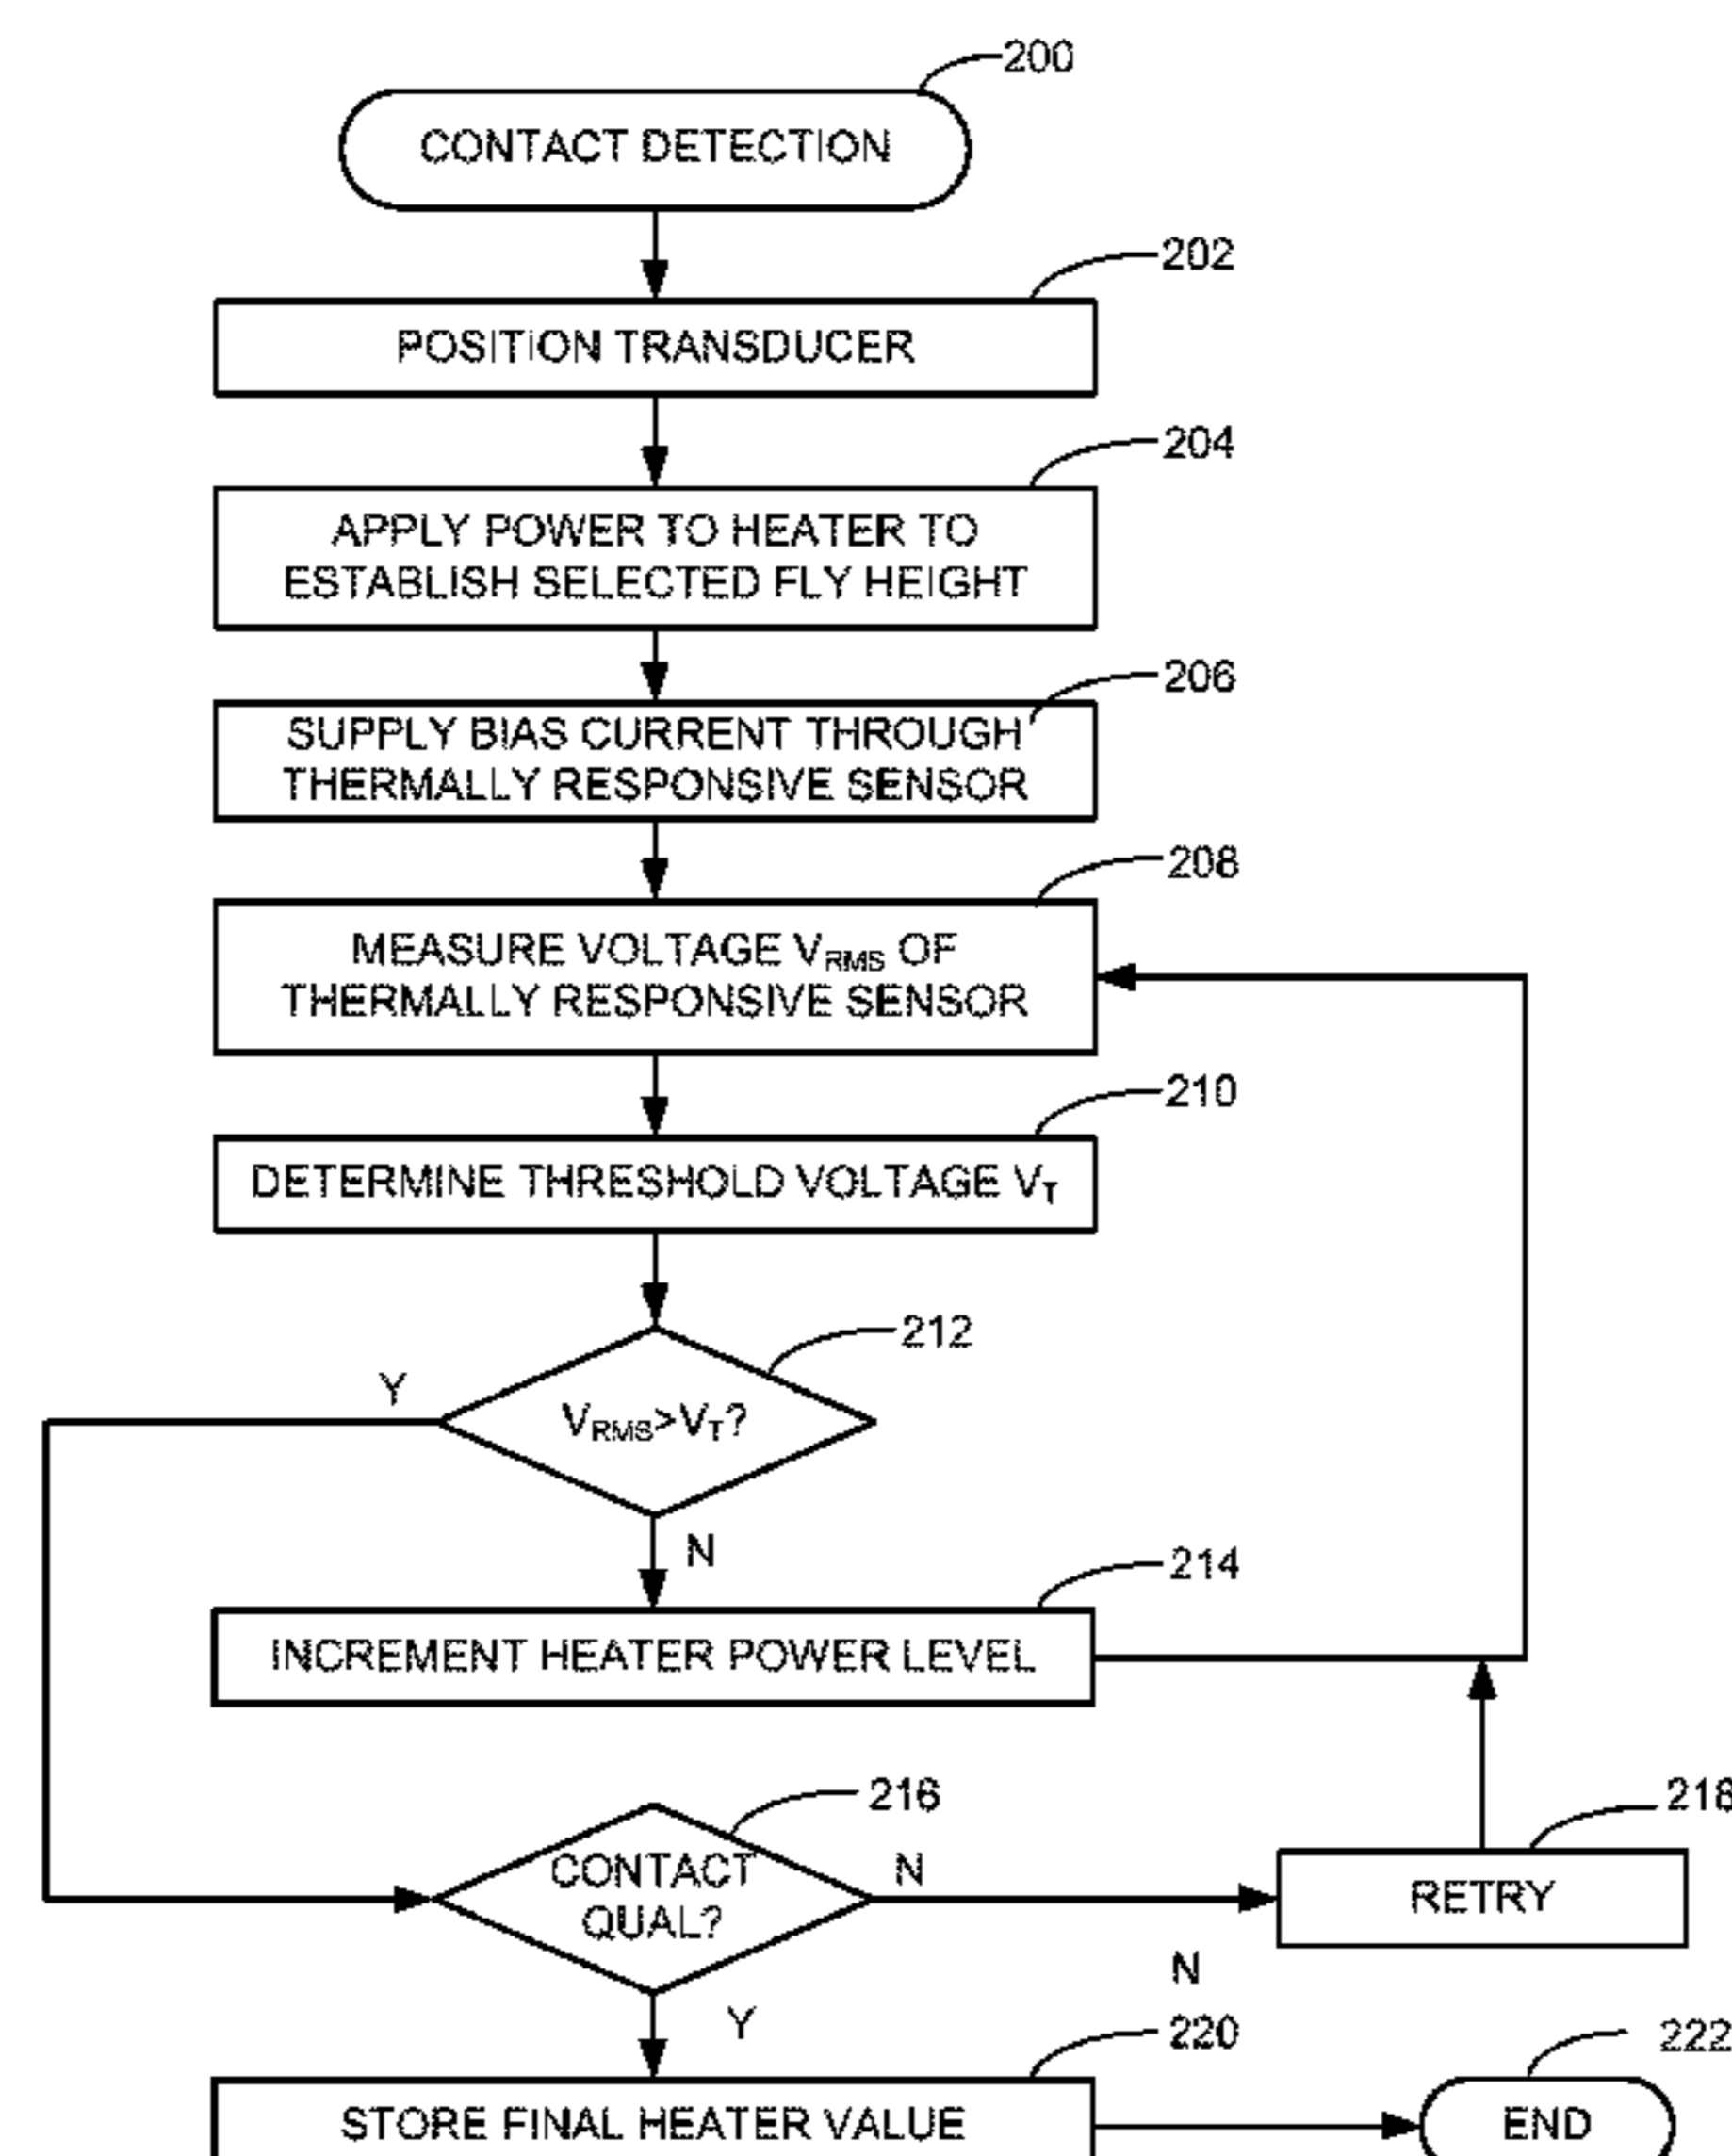 200
CONTACT DETECTION
202
POSITION TRANSDUCER
204
APPLY POWER TO HEATER TO
ESTABLISH SELECTED FLY HEIGHT
206
SUPPLY BIAS CURRENT THROUGH
THERMALLY RESPONSIVE SENSOR
208
MEASURE VOLTAGE VRMS OF
THERMALLY RESPONSIVE SENSOR
210
DETERMINE THRESHOLD VOLTAGE VT
212
Y
VRMS>VT?
N
214
INCREMENT HEATER POWER LEVEL
216
218
CONTACT
QUAL?
N
RETRY
N
Y
220
222
STORE FINAL HEATER VALUE
END